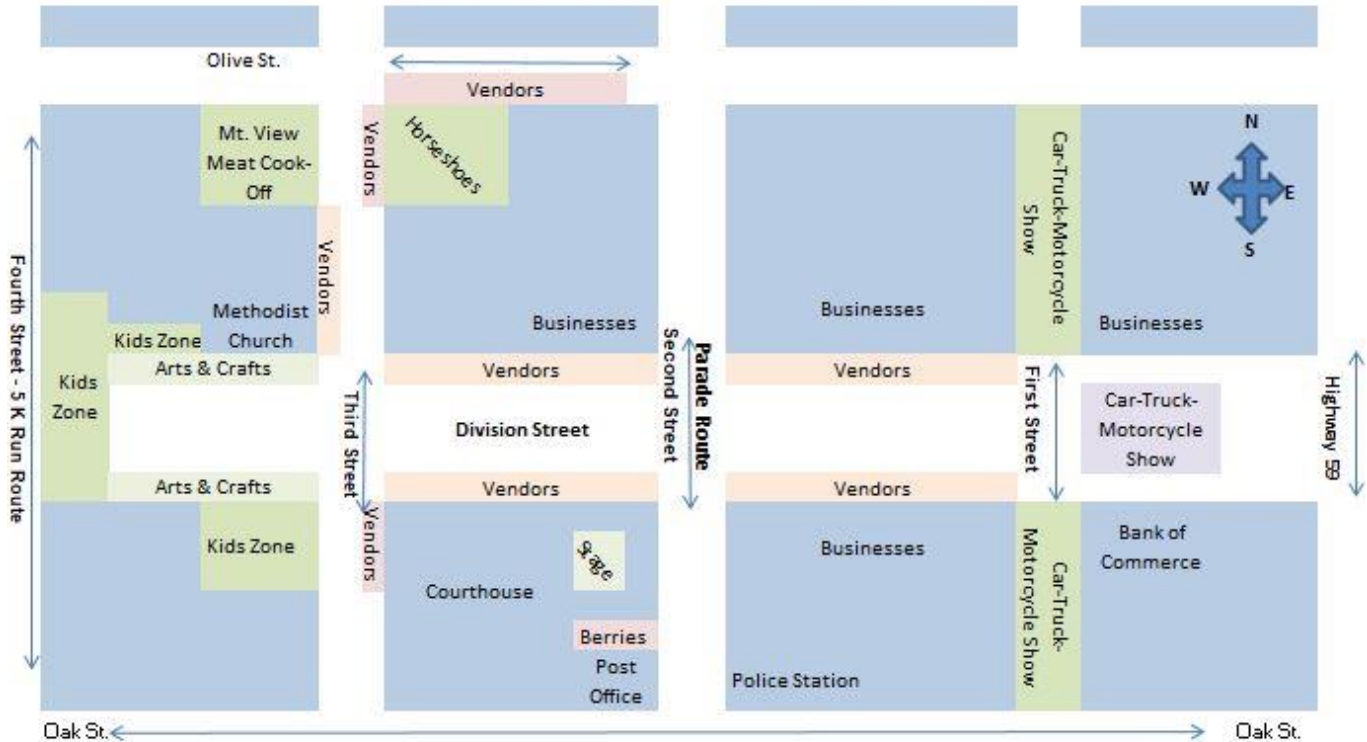 Olive St.
Vendors
Mt. View
Meat Cook-
Off
Vendors
Horseshoes
Car-Truck-Motorcycle
Show
N
W
E
S
Fourth Street - 5 K Run Route
Vendors
Methodist
Church
Businesses
Businesses
Businesses
Kids Zone
Kids
Zone
Arts & Crafts
Vendors
Vendors
Third Street
Division Street
Second Street
Parade Route
First Street
Car-Truck-
Motorcycle
Show
Highway 59
Arts & Crafts
Vendors
Vendors
Kids Zone
Vendors
Stage
Courthouse
Businesses
Car-Truck-
Motorcycle Show
Bank of
Commerce
Berries
Post
Office
Police Station
Oak St.
Oak St.